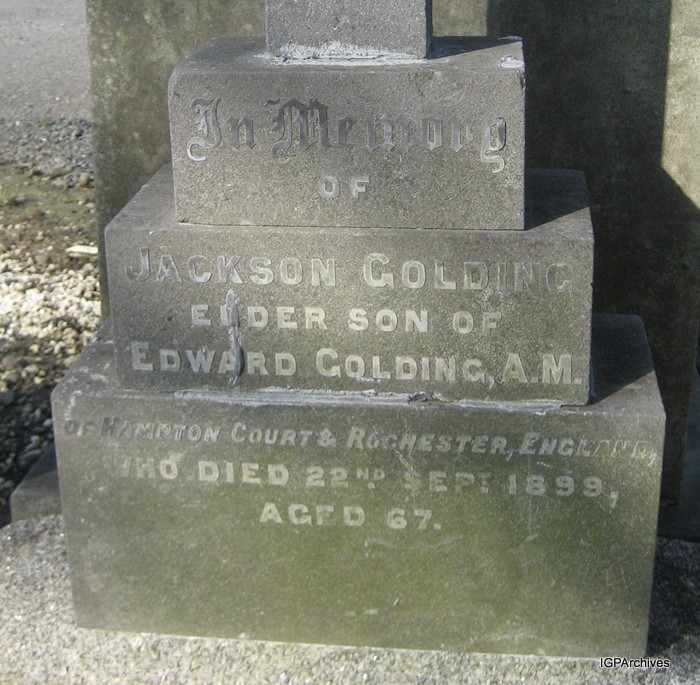 In Memory
OF
JACKSON GOLDING
ELDER SON OF
EDWARD GOLDING, A.M.
OF HAMPTON COURT & ROCHESTER, ENGLAND,
WHO DIED 22ND SEPT. 1899,
AGED 67.
IGPArchives